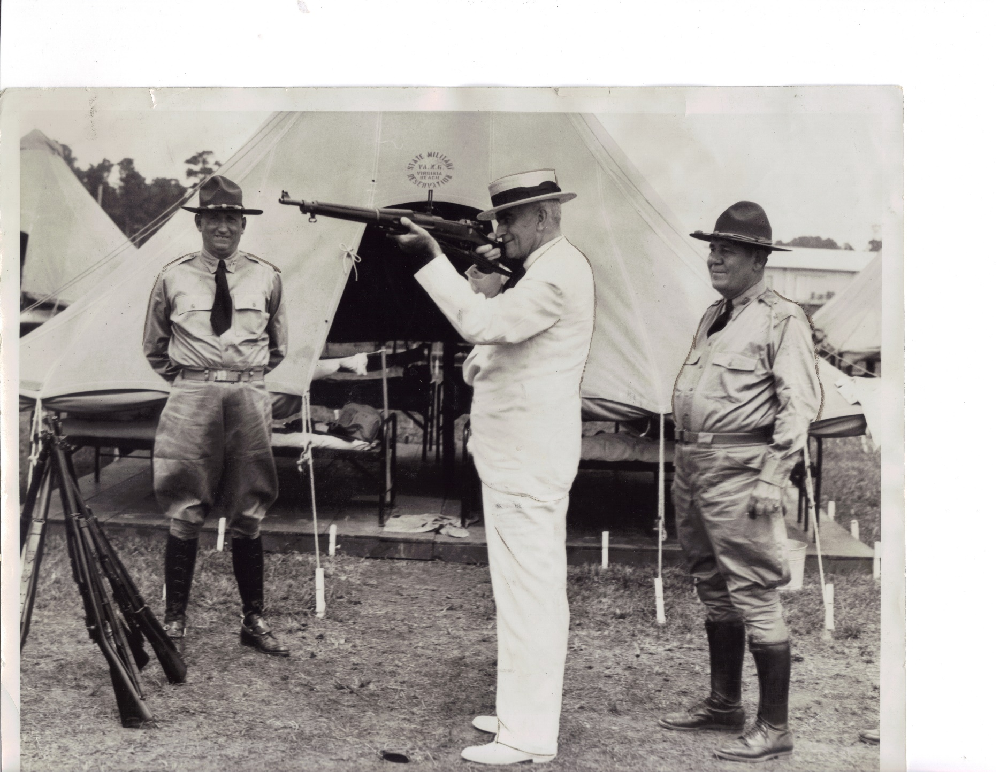 STATE MILITARY
VA.N.G.
VIRGINIA
BEACH
RESERVATION